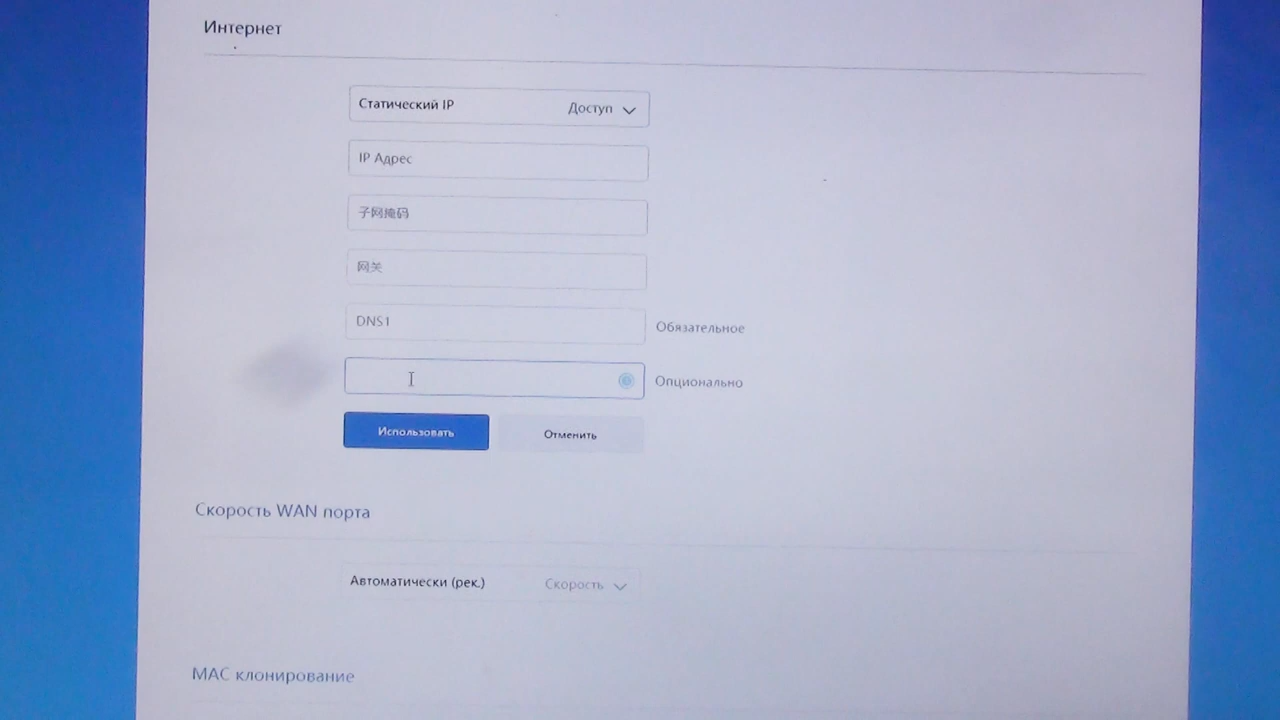 Интернет
Статический IP Доступ
IP Адрес
子网掩码
网关
DNS1 Обязательное
Опционально
Использовать Отменить
Скорость WAN порта
Автоматически (рек.) Скорость
MAC клонирование